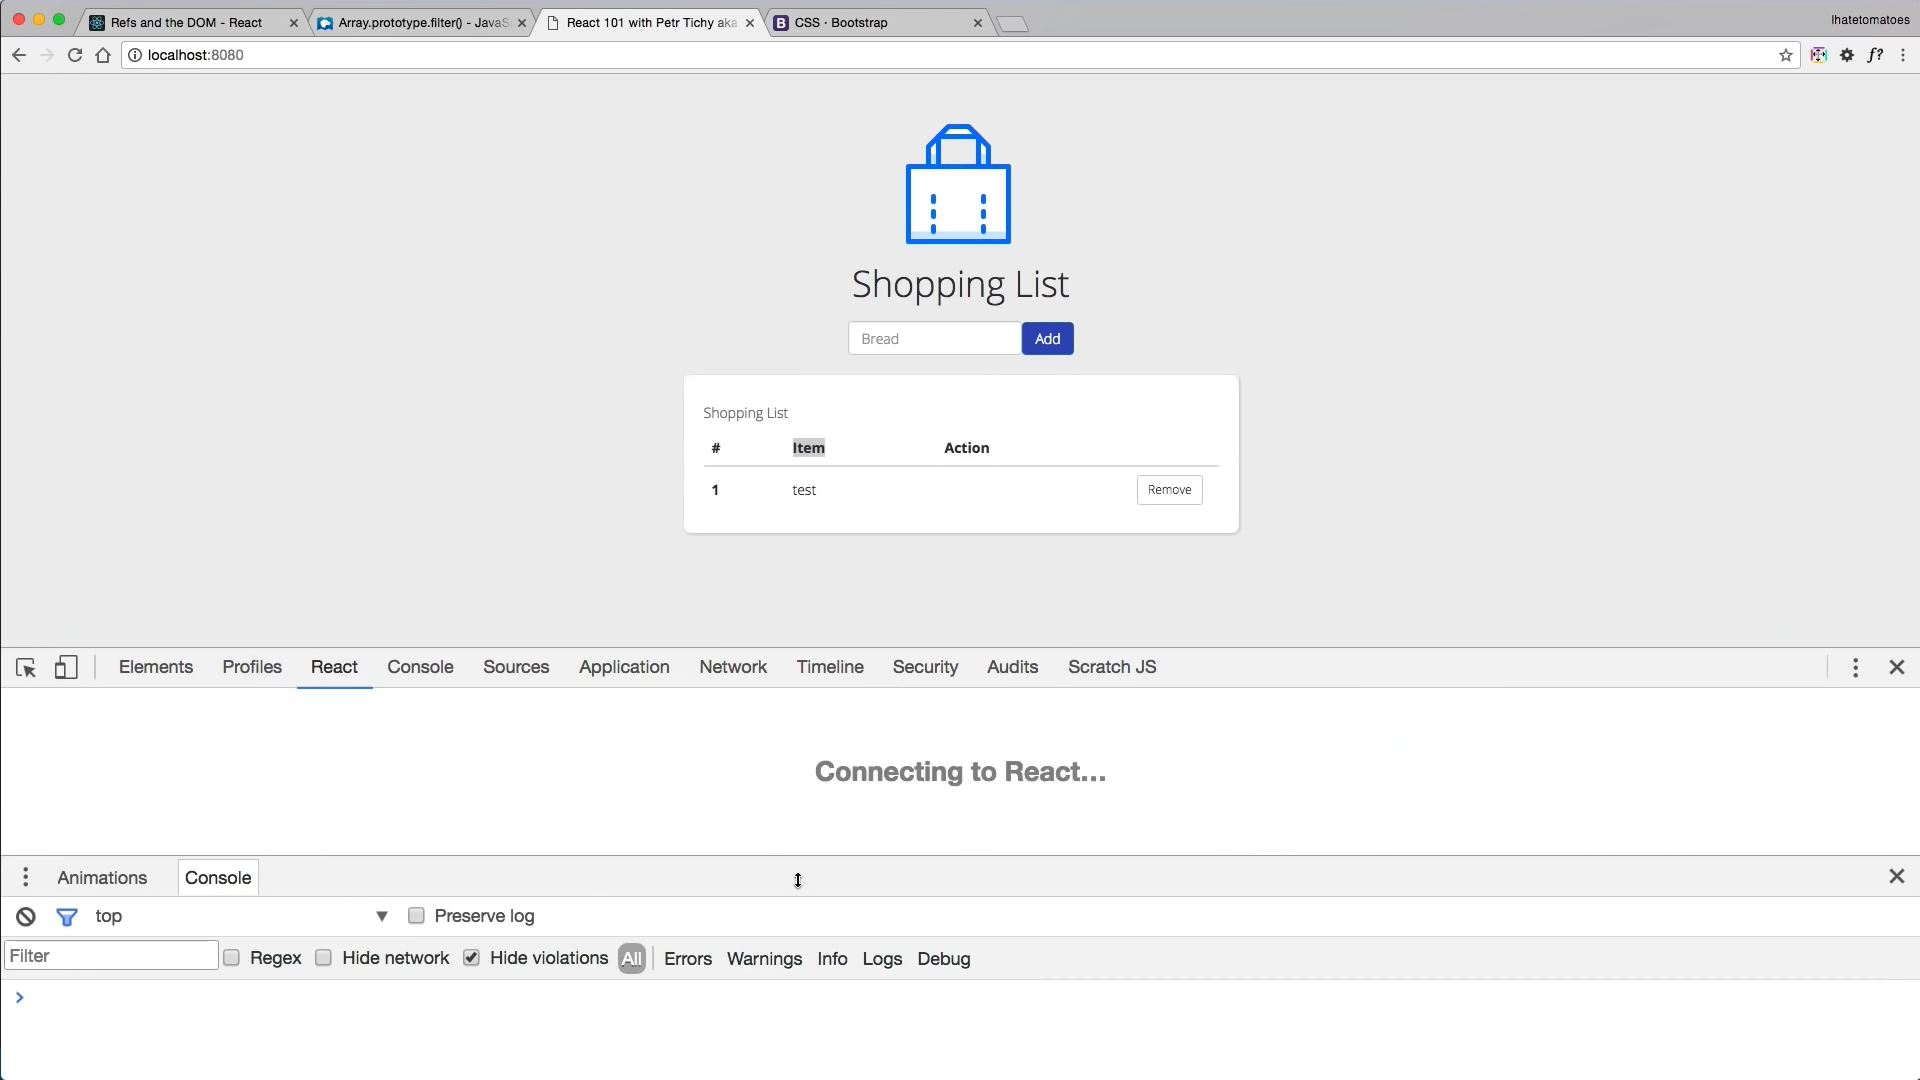 Refs and the DOM - React
Array.prototype.filter() - JavaS
React 101 with Petr Tichy aka
CSS · Bootstrap
Ihatetomatoes
localhost:8080
f?
Shopping List
Bread
Add
Shopping List
# Item Action
1 test Remove
Elements Profiles React Console Sources Application Network Timeline Security Audits Scratch JS
Connecting to React...
Animations Console
top Preserve log
Filter Regex Hide network Hide violations All Errors Warnings Info Logs Debug